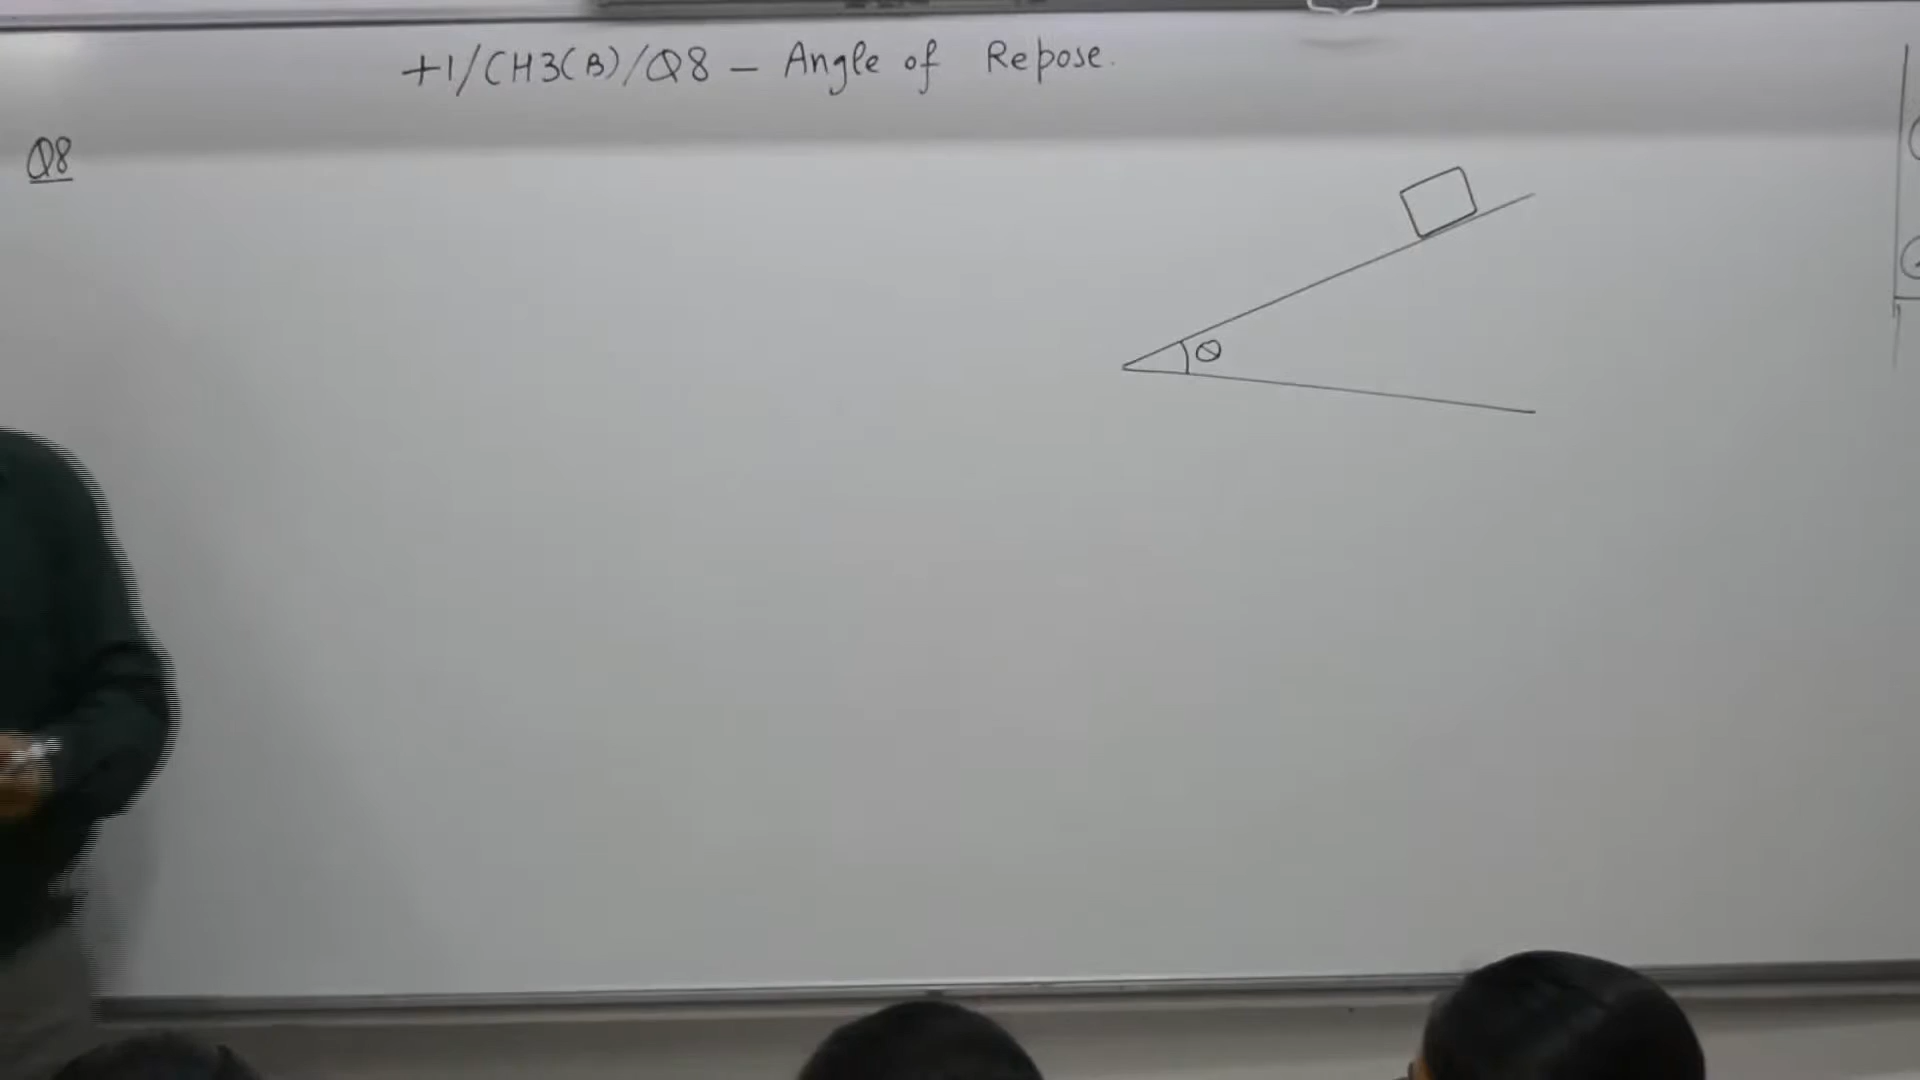 +1/CH3(B)/Q8 – Angle of Repose.
Q8
θ